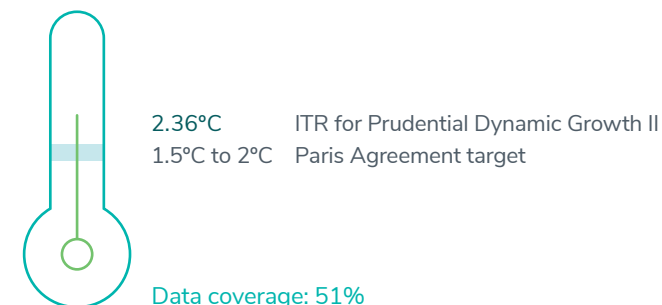 2.36°C ITR for Prudential Dynamic Growth II
1.5°C to 2°C Paris Agreement target
Data coverage: 51%